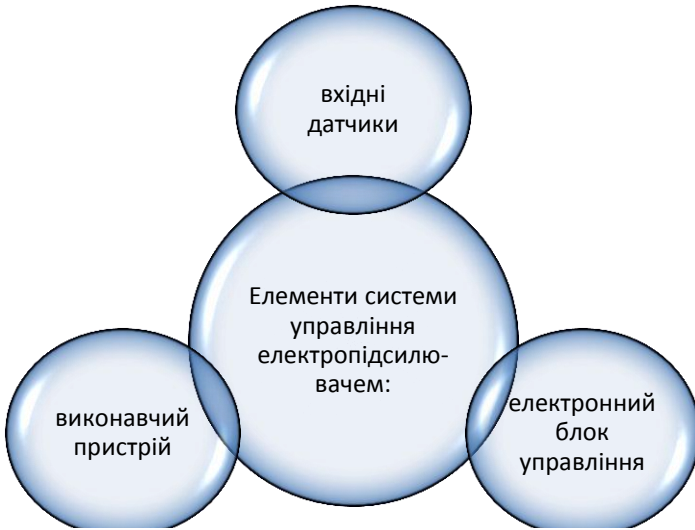 вхідні
датчики
Елементи системи
управління
електропідсилю-
вачем:
виконавчий
пристрій
електронний
блок
управління